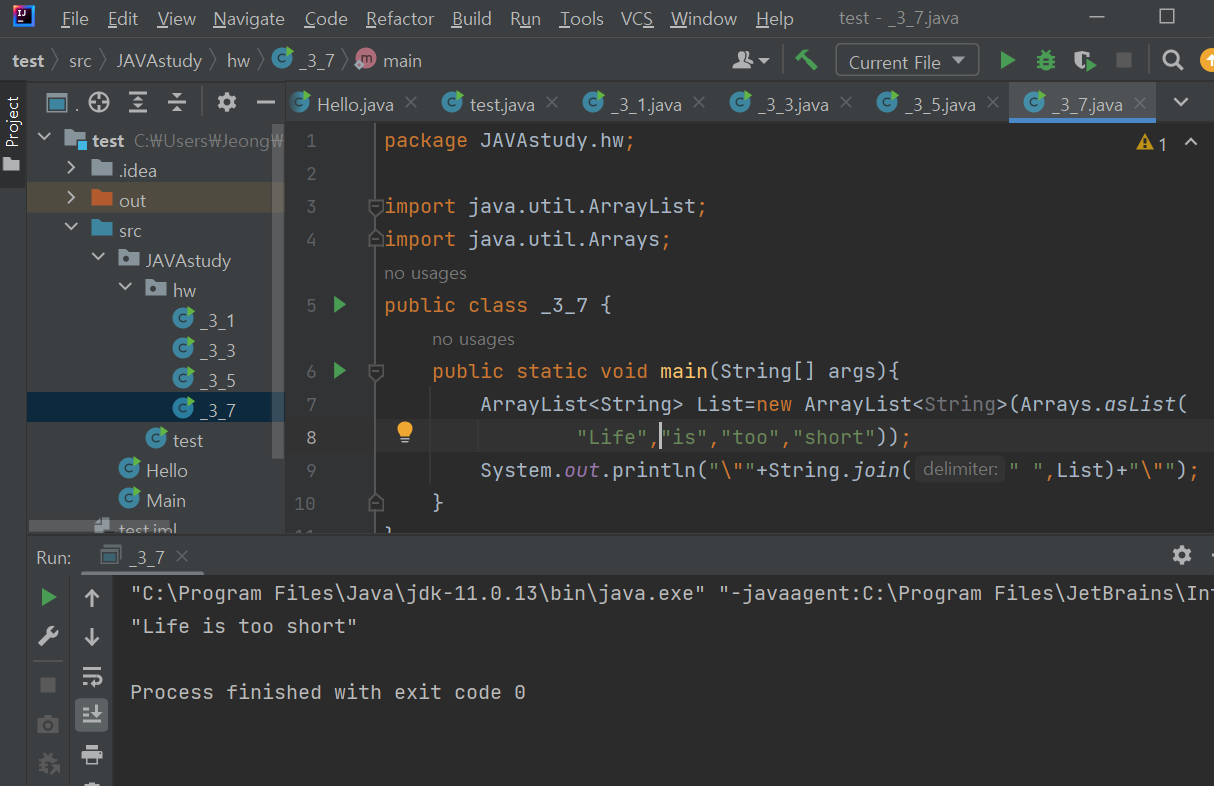 File Edit View Navigate Code Refactor Build Run Tools VCS Window Help test - _3_7.java
test src JAVAstudy hw _3_7 main Current File
Project
Hello.java test.java _3_1.java _3_3.java _3_5.java _3_7.java
test C:₩Users₩Jeong₩
.idea
out
src
JAVAstudy
hw
_3_1
_3_3
_3_5
_3_7
test
Hello
Main
test.iml
1 package JAVAstudy.hw;
2
3 import java.util.ArrayList;
4 import java.util.Arrays;
no usages
5 public class _3_7 {
no usages
6 public static void main(String[] args){
7 ArrayList<String> List=new ArrayList<String>(Arrays.asList(
8 "Life","is","too","short"));
9 System.out.println("\""+String.join( delimiter: " ",List)+"\"");
10 }
11 }
1
Run: _3_7
"C:\Program Files\Java\jdk-11.0.13\bin\java.exe" "-javaagent:C:\Program Files\JetBrains\Int
"Life is too short"
Process finished with exit code 0